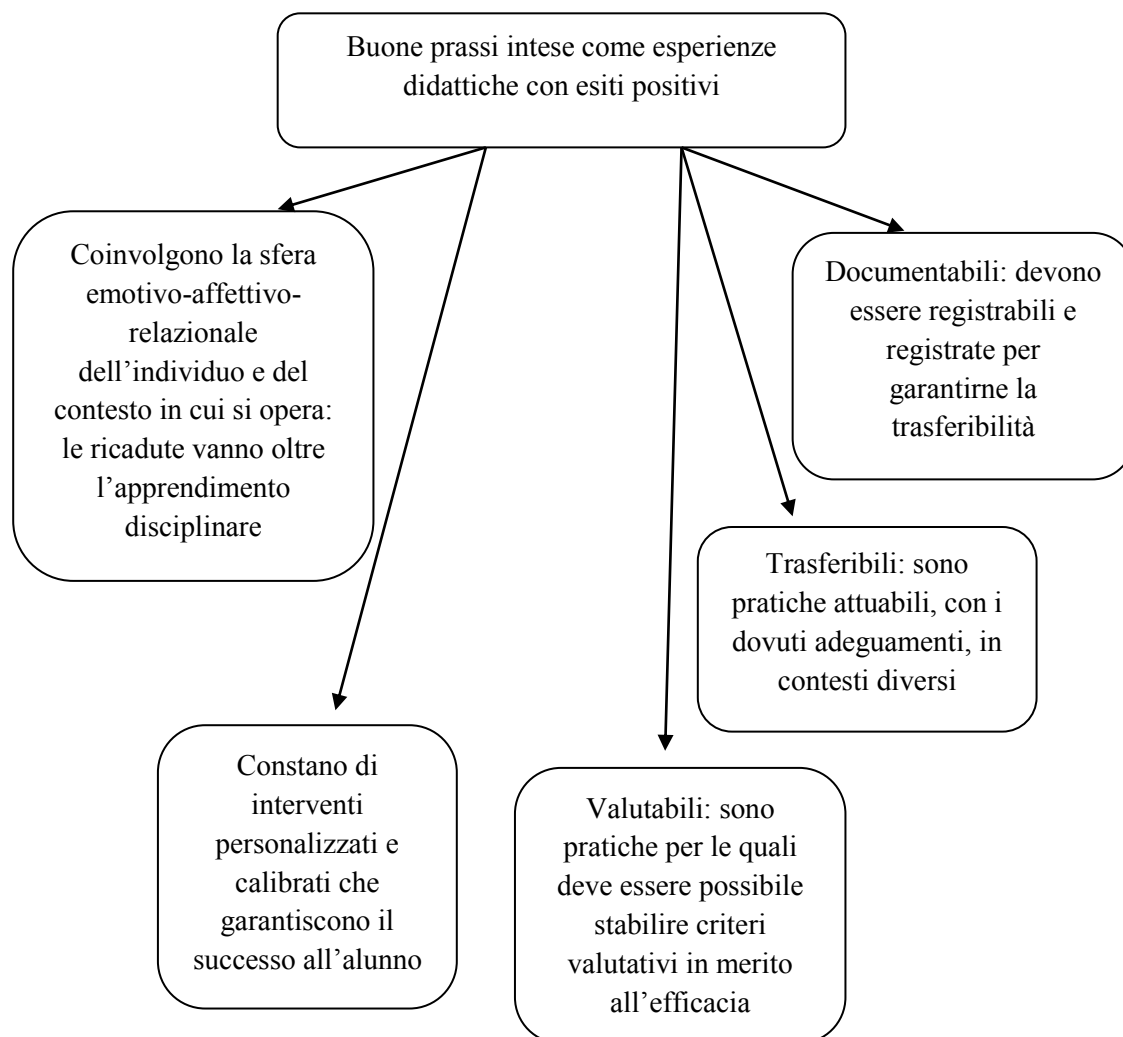 Buone prassi intese come esperienze
didattiche con esiti positivi
Coinvolgono la sfera
emotivo-affettivo-
relazionale
dell’individuo e del
contesto in cui si opera:
le ricadute vanno oltre
l’apprendimento
disciplinare
Documentabili: devono
essere registrabili e
registrate per
garantirne la
trasferibilità
Trasferibili: sono
pratiche attuabili, con i
dovuti adeguamenti, in
contesti diversi
Constano di
interventi
personalizzati e
calibrati che
garantiscono il
successo all’alunno
Valutabili: sono
pratiche per le quali
deve essere possibile
stabilire criteri
valutativi in merito
all’efficacia